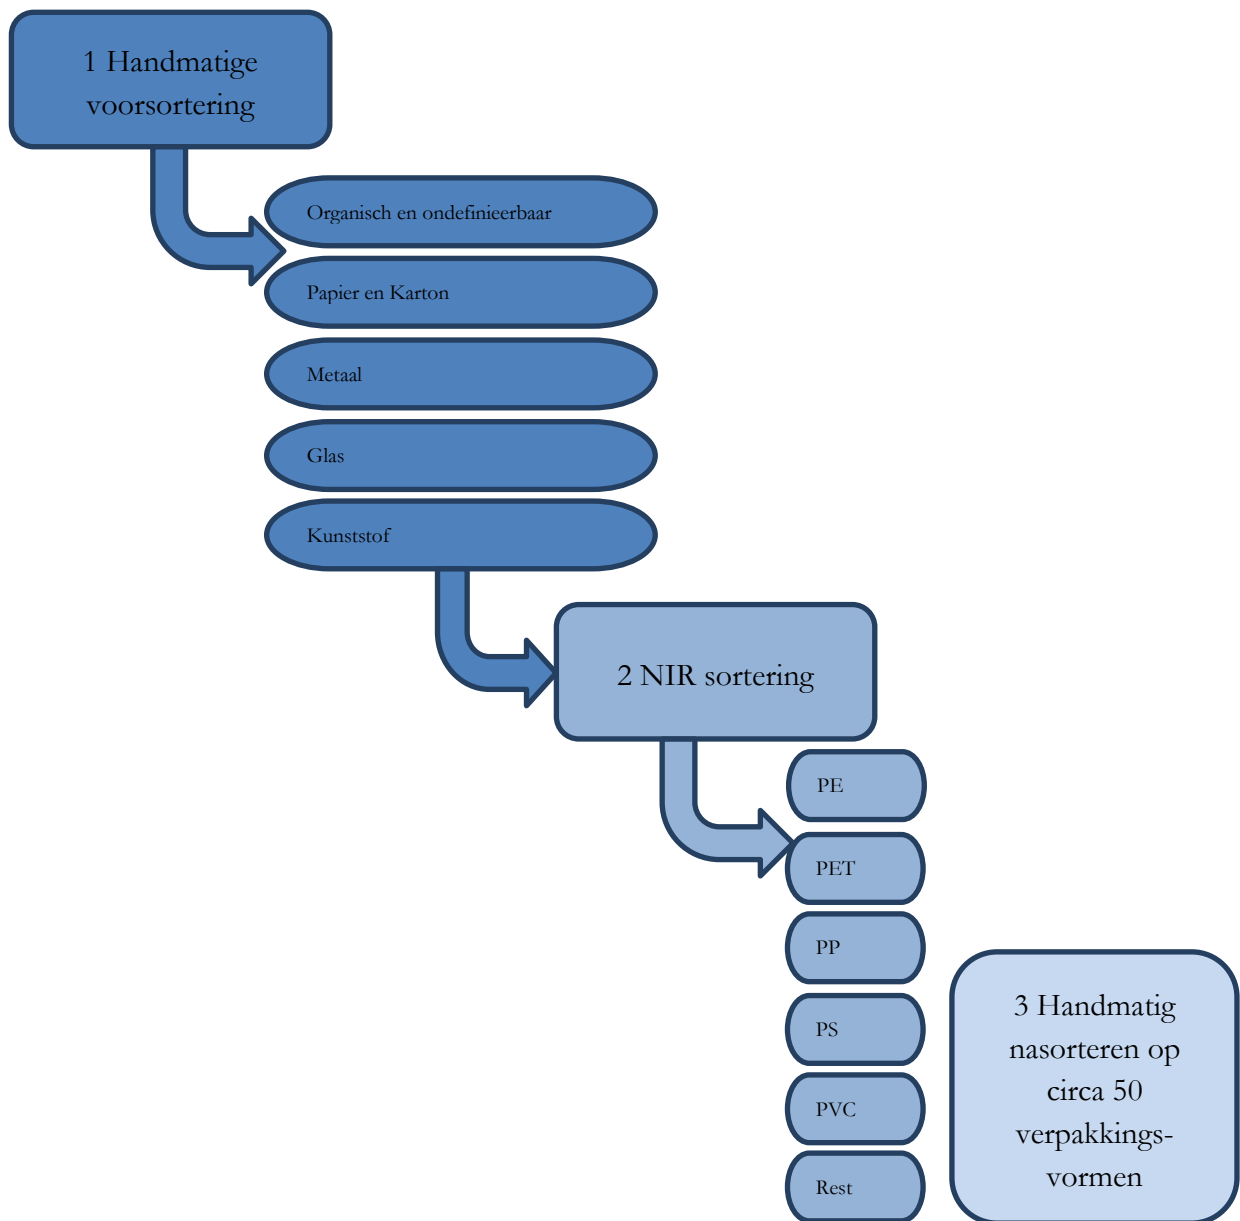 1 Handmatige
voorsortering
Organisch en ondefinieerbaar
Papier en Karton
Metaal
Glas
Kunststof
2 NIR sortering
PE
PET
PP
PS
PVC
Rest
3 Handmatig
nasorteren op
circa 50
verpakkings-
vormen